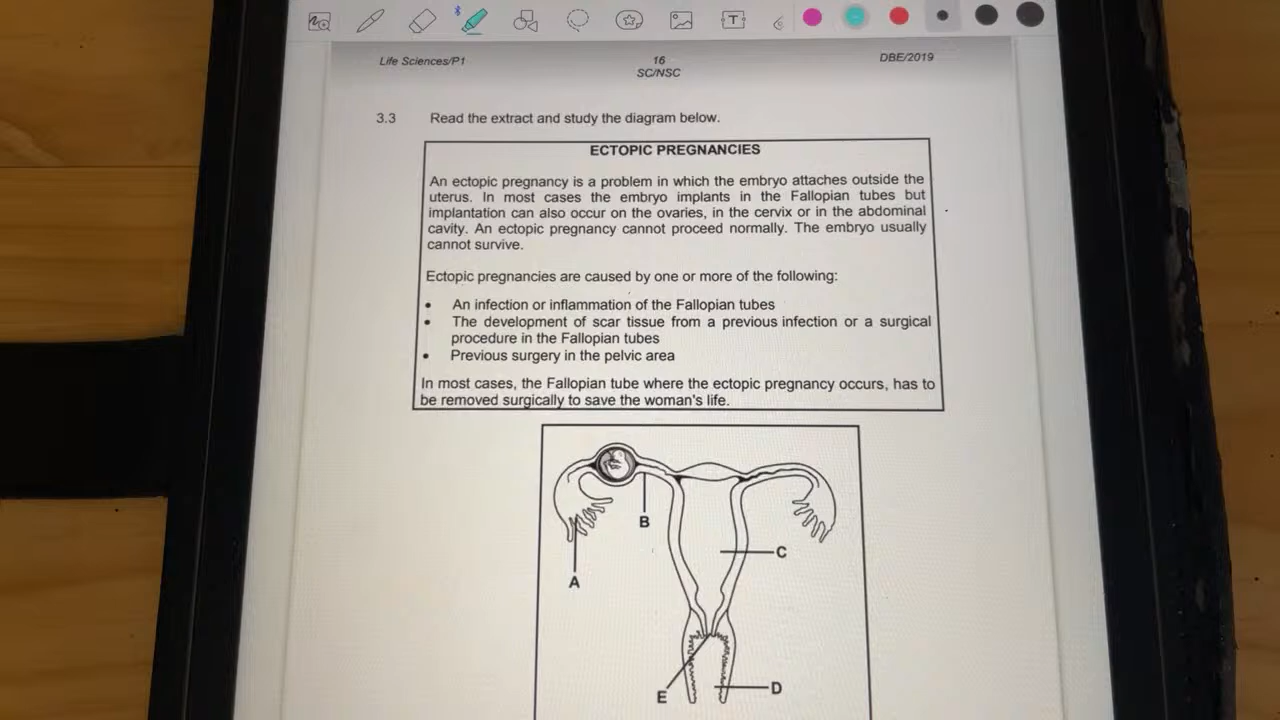 T
Life Sciences/P1
16
SC/NSC
DBE/2019
3.3 Read the extract and study the diagram below.
ECTOPIC PREGNANCIES
An ectopic pregnancy is a problem in which the embryo attaches outside the
uterus. In most cases the embryo implants in the Fallopian tubes but
implantation can also occur on the ovaries, in the cervix or in the abdominal
cavity. An ectopic pregnancy cannot proceed normally. The embryo usually
cannot survive.
Ectopic pregnancies are caused by one or more of the following:
• An infection or inflammation of the Fallopian tubes
• The development of scar tissue from a previous infection or a surgical
procedure in the Fallopian tubes
• Previous surgery in the pelvic area
In most cases, the Fallopian tube where the ectopic pregnancy occurs, has to
be removed surgically to save the woman's life.
B
C
A
E
D